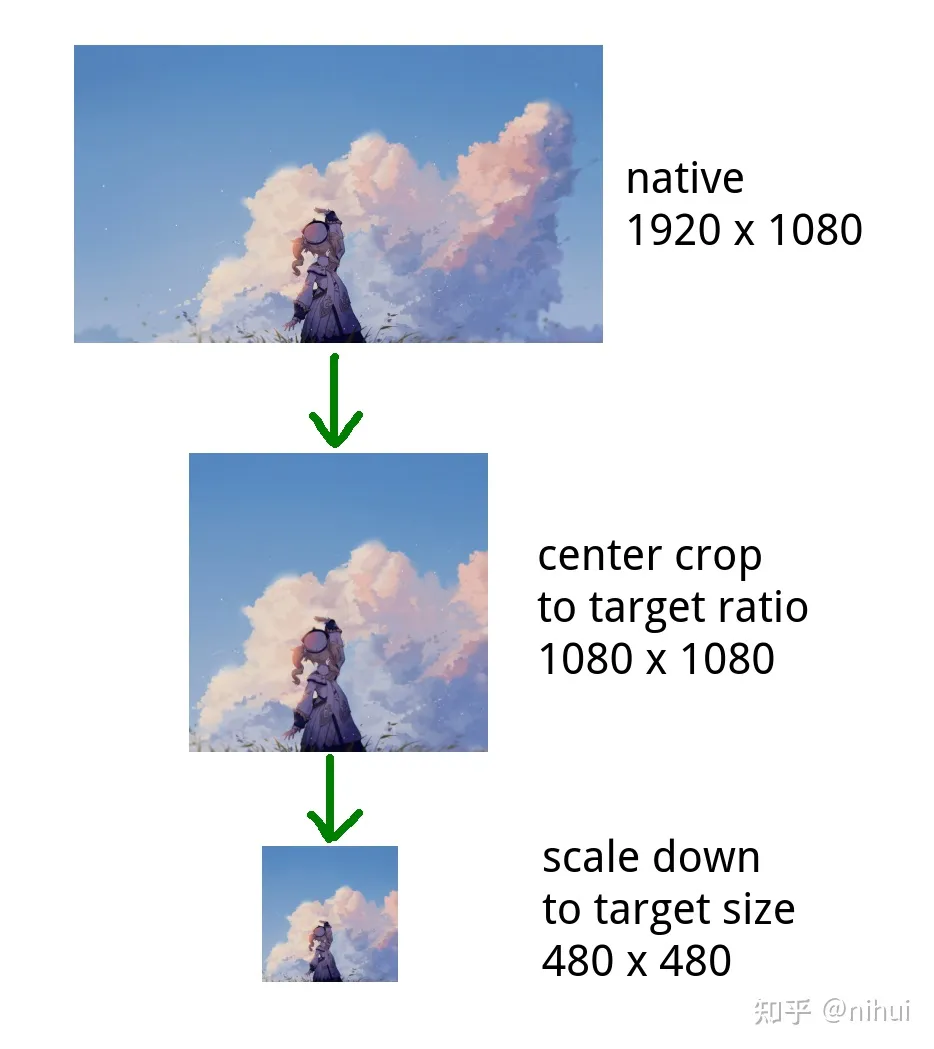 native
1920 x 1080
center crop
to target ratio
1080 x 1080
scale down
to target size
480 x 480
知乎 @nihui